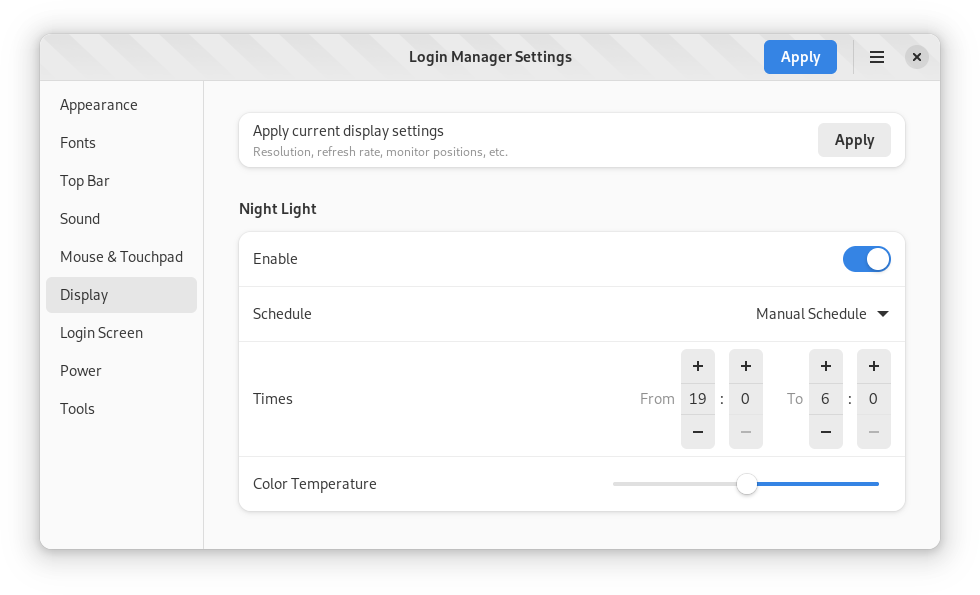 Login Manager Settings
Apply
Appearance
Fonts
Top Bar
Sound
Mouse & Touchpad
Display
Login Screen
Power
Tools
Apply current display settings
Resolution, refresh rate, monitor positions, etc.
Apply
Night Light
Enable
Schedule
Manual Schedule
Times
From 19 : 0 To 6 : 0
Color Temperature